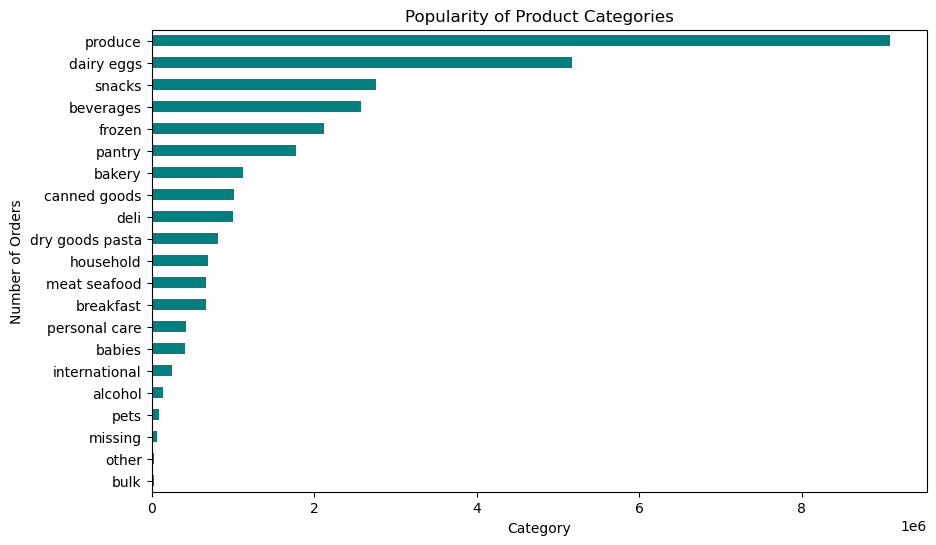 Popularity of Product Categories
produce
dairy eggs
snacks
beverages
frozen
pantry
bakery
canned goods
deli
dry goods pasta
household
meat seafood
breakfast
personal care
babies
international
alcohol
pets
missing
other
bulk
Number of Orders
0 2 4 6 8
1e6
Category